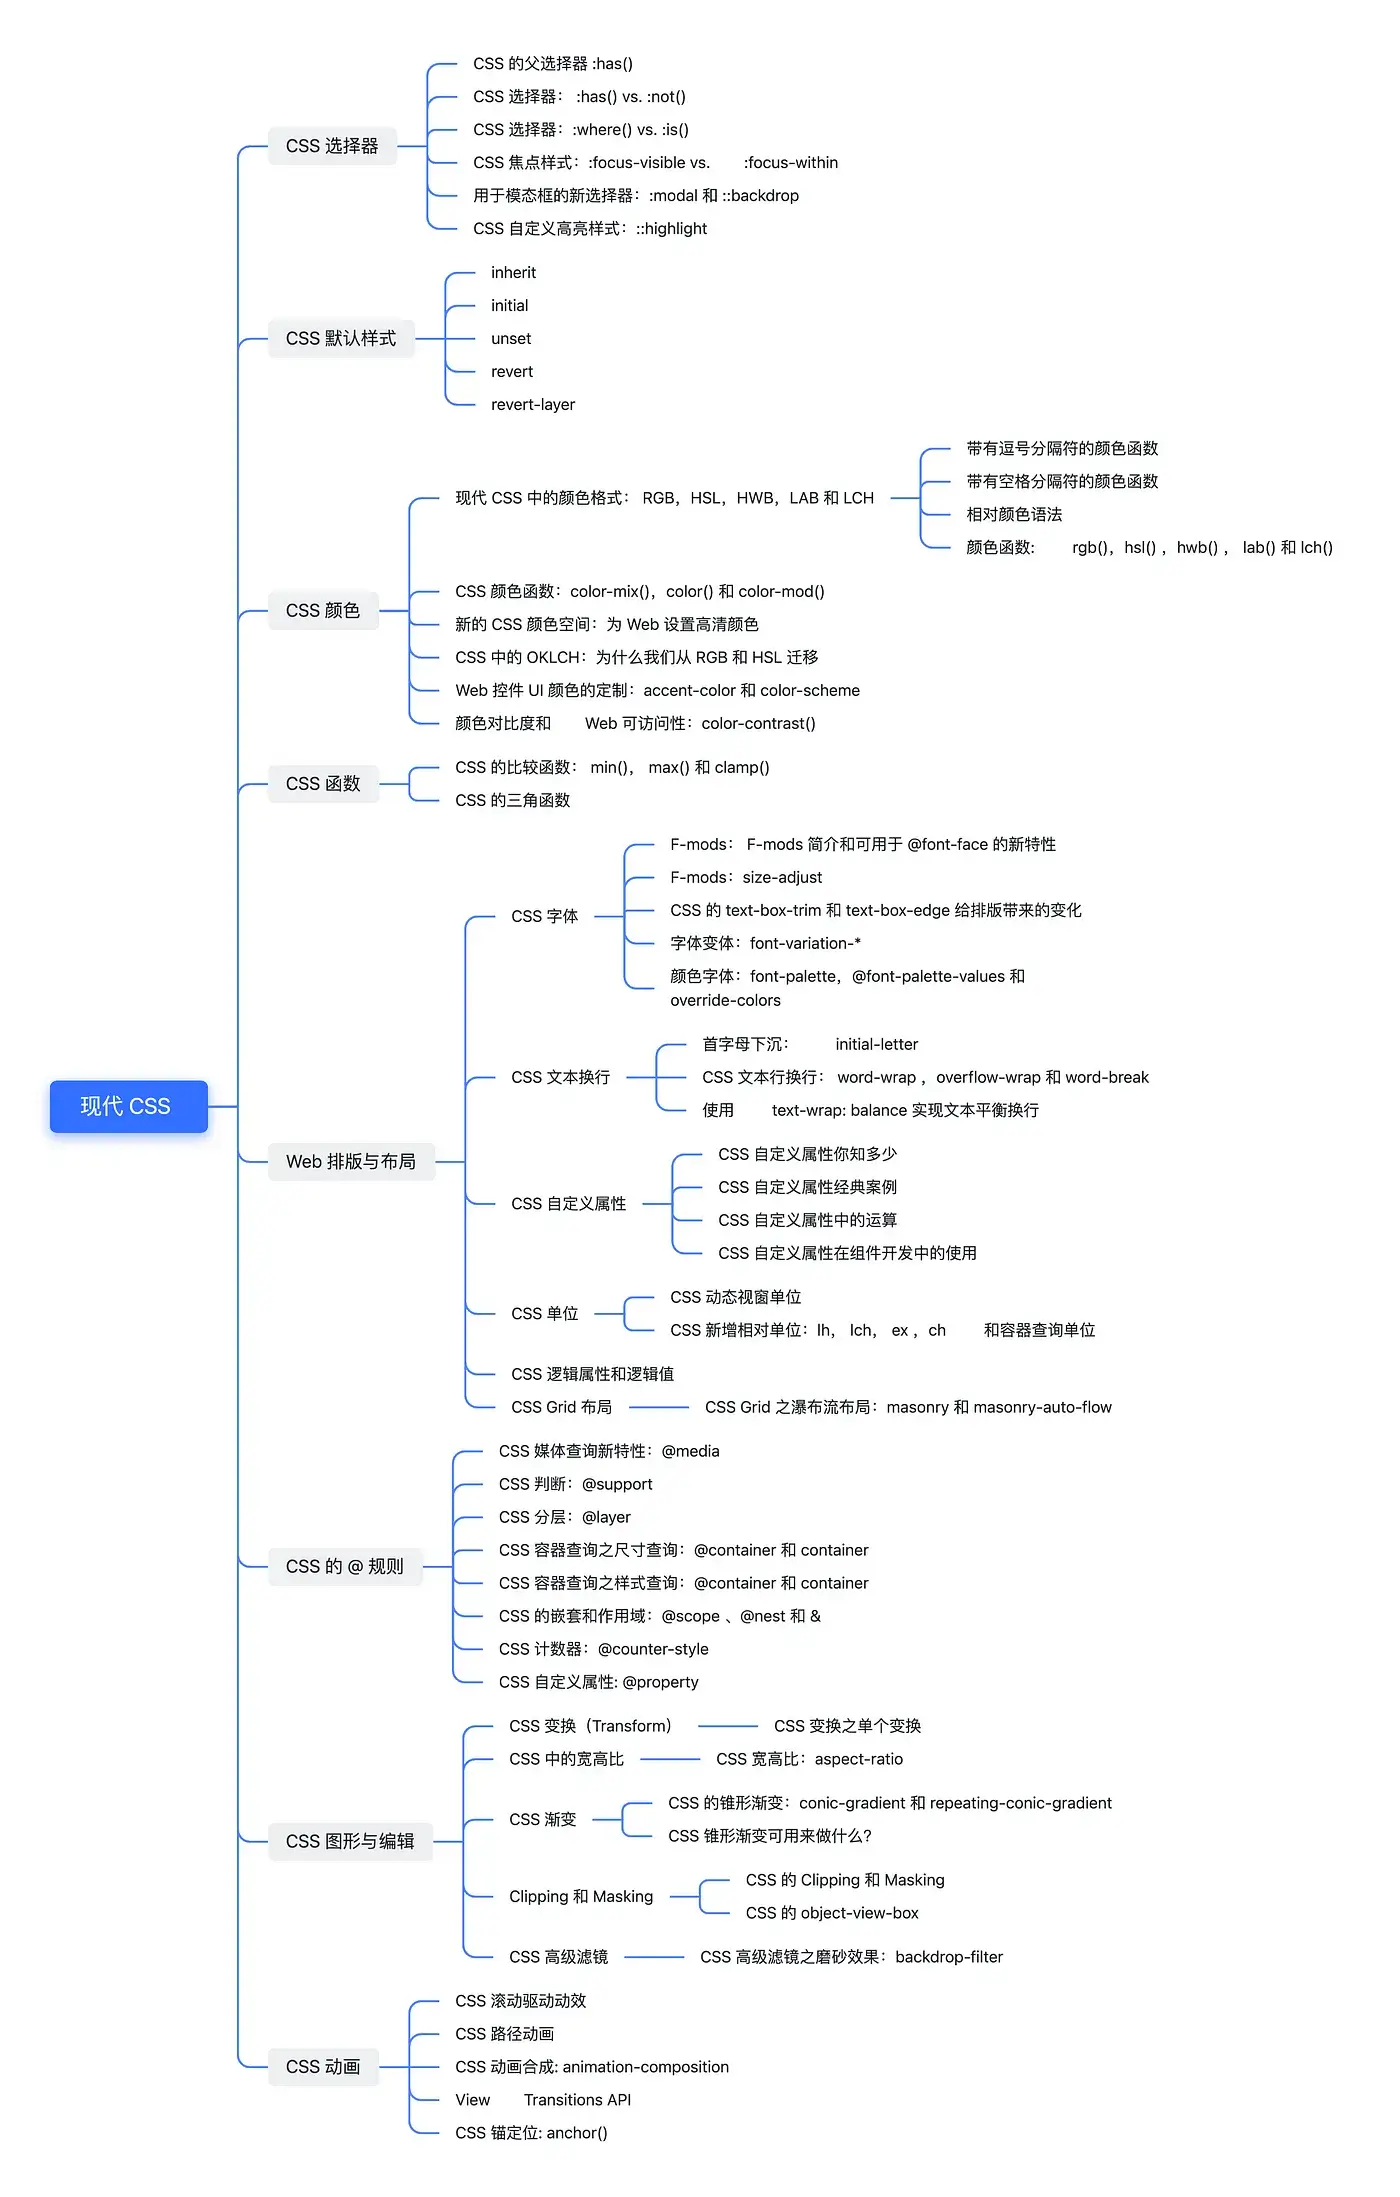 现代 CSS
CSS 选择器
CSS 的父选择器 :has()
CSS 选择器： :has() vs. :not()
CSS 选择器：:where() vs. :is()
CSS 焦点样式：:focus-visible vs. :focus-within
用于模态框的新选择器：:modal 和 ::backdrop
CSS 自定义高亮样式：::highlight
CSS 默认样式
inherit
initial
unset
revert
revert-layer
CSS 颜色
现代 CSS 中的颜色格式： RGB，HSL，HWB，LAB 和 LCH
带有逗号分隔符的颜色函数
带有空格分隔符的颜色函数
相对颜色语法
颜色函数: rgb()，hsl() ，hwb() ， lab() 和 lch()
CSS 颜色函数：color-mix()，color() 和 color-mod()
新的 CSS 颜色空间：为 Web 设置高清颜色
CSS 中的 OKLCH：为什么我们从 RGB 和 HSL 迁移
Web 控件 UI 颜色的定制：accent-color 和 color-scheme
颜色对比度和 Web 可访问性：color-contrast()
CSS 函数
CSS 的比较函数： min()， max() 和 clamp()
CSS 的三角函数
Web 排版与布局
CSS 字体
F-mods： F-mods 简介和可用于 @font-face 的新特性
F-mods：size-adjust
CSS 的 text-box-trim 和 text-box-edge 给排版带来的变化
字体变体：font-variation-*
颜色字体：font-palette，@font-palette-values 和
override-colors
CSS 文本换行
首字母下沉： initial-letter
CSS 文本行换行： word-wrap ，overflow-wrap 和 word-break
使用 text-wrap: balance 实现文本平衡换行
CSS 自定义属性
CSS 自定义属性你知多少
CSS 自定义属性经典案例
CSS 自定义属性中的运算
CSS 自定义属性在组件开发中的使用
CSS 单位
CSS 动态视窗单位
CSS 新增相对单位：lh， lch， ex ，ch 和容器查询单位
CSS 逻辑属性和逻辑值
CSS Grid 布局
CSS Grid 之瀑布流布局：masonry 和 masonry-auto-flow
CSS 的 @ 规则
CSS 媒体查询新特性：@media
CSS 判断：@support
CSS 分层：@layer
CSS 容器查询之尺寸查询：@container 和 container
CSS 容器查询之样式查询：@container 和 container
CSS 的嵌套和作用域：@scope 、@nest 和 &
CSS 计数器：@counter-style
CSS 自定义属性: @property
CSS 图形与编辑
CSS 变换（Transform）
CSS 变换之单个变换
CSS 中的宽高比
CSS 宽高比：aspect-ratio
CSS 渐变
CSS 的锥形渐变：conic-gradient 和 repeating-conic-gradient
CSS 锥形渐变可用来做什么？
Clipping 和 Masking
CSS 的 Clipping 和 Masking
CSS 的 object-view-box
CSS 高级滤镜
CSS 高级滤镜之磨砂效果：backdrop-filter
CSS 动画
CSS 滚动驱动动效
CSS 路径动画
CSS 动画合成: animation-composition
View Transitions API
CSS 锚定位: anchor()